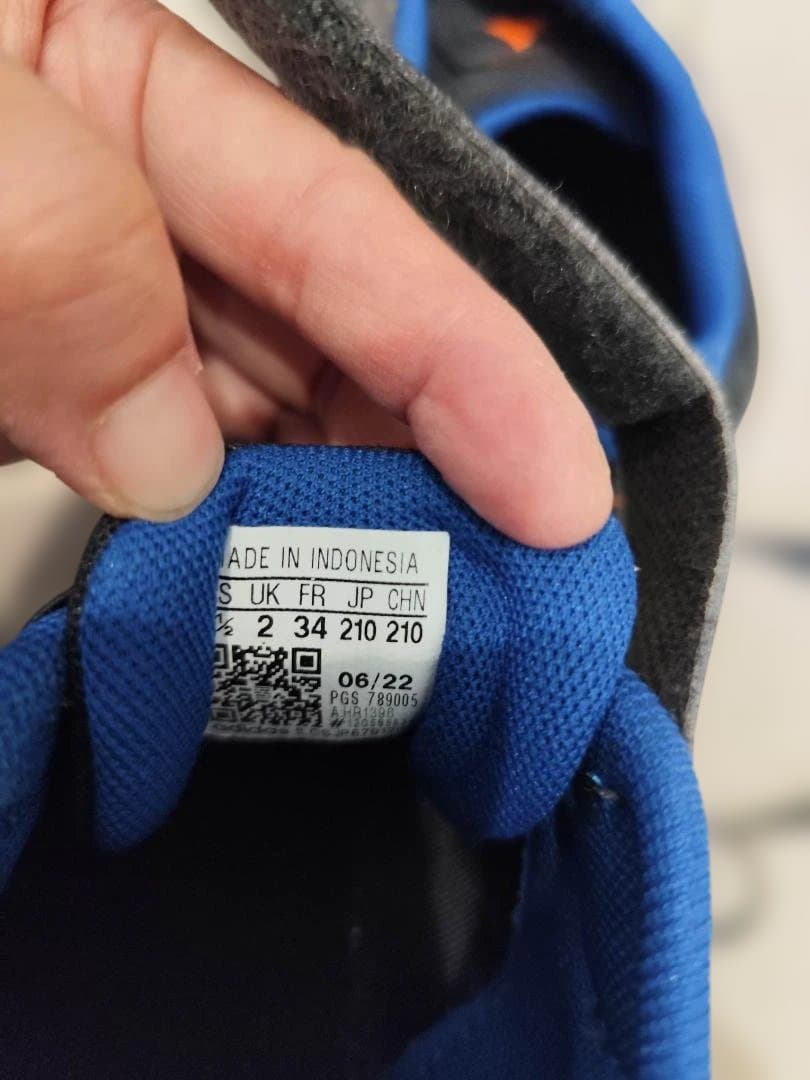 ADE IN INDONESIA
S UK FR JP CHN
½ 2 34 210 210
06/22
PGS 789005